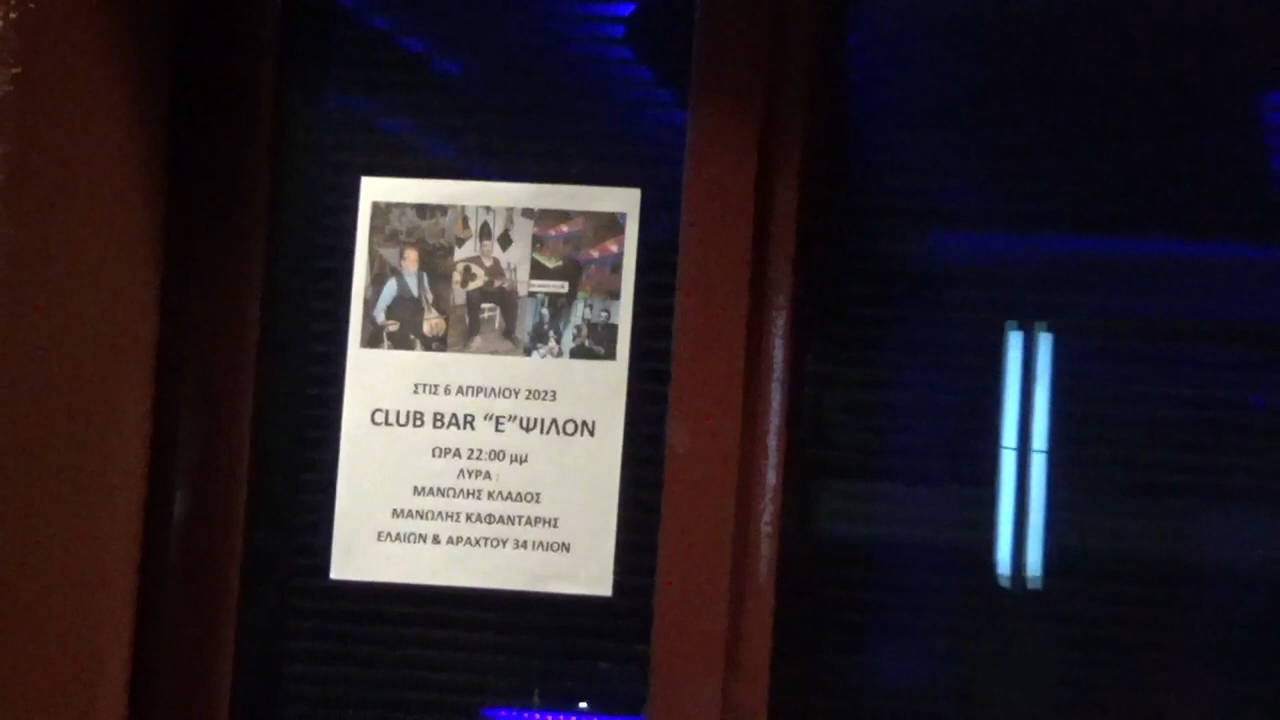 ΣΤΙΣ 6 ΑΠΡΙΛΙΟΥ 2023
CLUB BAR “Ε”ΨΙΛΟΝ
ΩΡΑ 22:00 μμ
ΛΥΡΑ :
ΜΑΝΩΛΗΣ ΚΛΑΔΟΣ
ΜΑΝΩΛΗΣ ΚΑΦΑΝΤΑΡΗΣ
ΕΛΑΙΩΝ & ΑΡΑΧΤΟΥ 34 ΙΛΙΟΝ